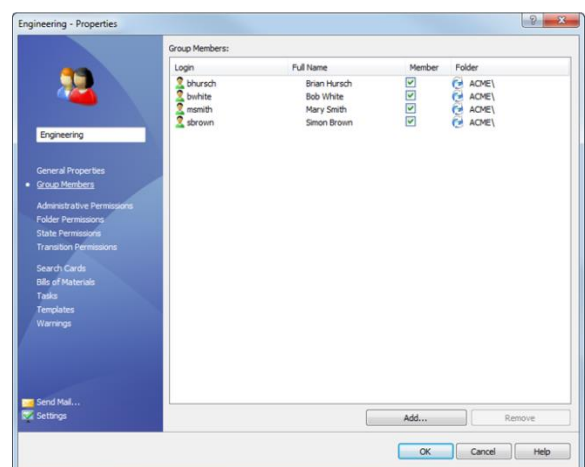 Engineering - Properties
Engineering
General Properties
Group Members
Administrative Permissions
Folder Permissions
State Permissions
Transition Permissions
Search Cards
Bills of Materials
Tasks
Templates
Warnings
Send Mail...
Settings
Group Members:
Login Full Name Member Folder
bhursch Brian Hursch ACME\
bwhite Bob White ACME\
msmith Mary Smith ACME\
sbrown Simon Brown ACME\
Add... Remove
OK Cancel Help